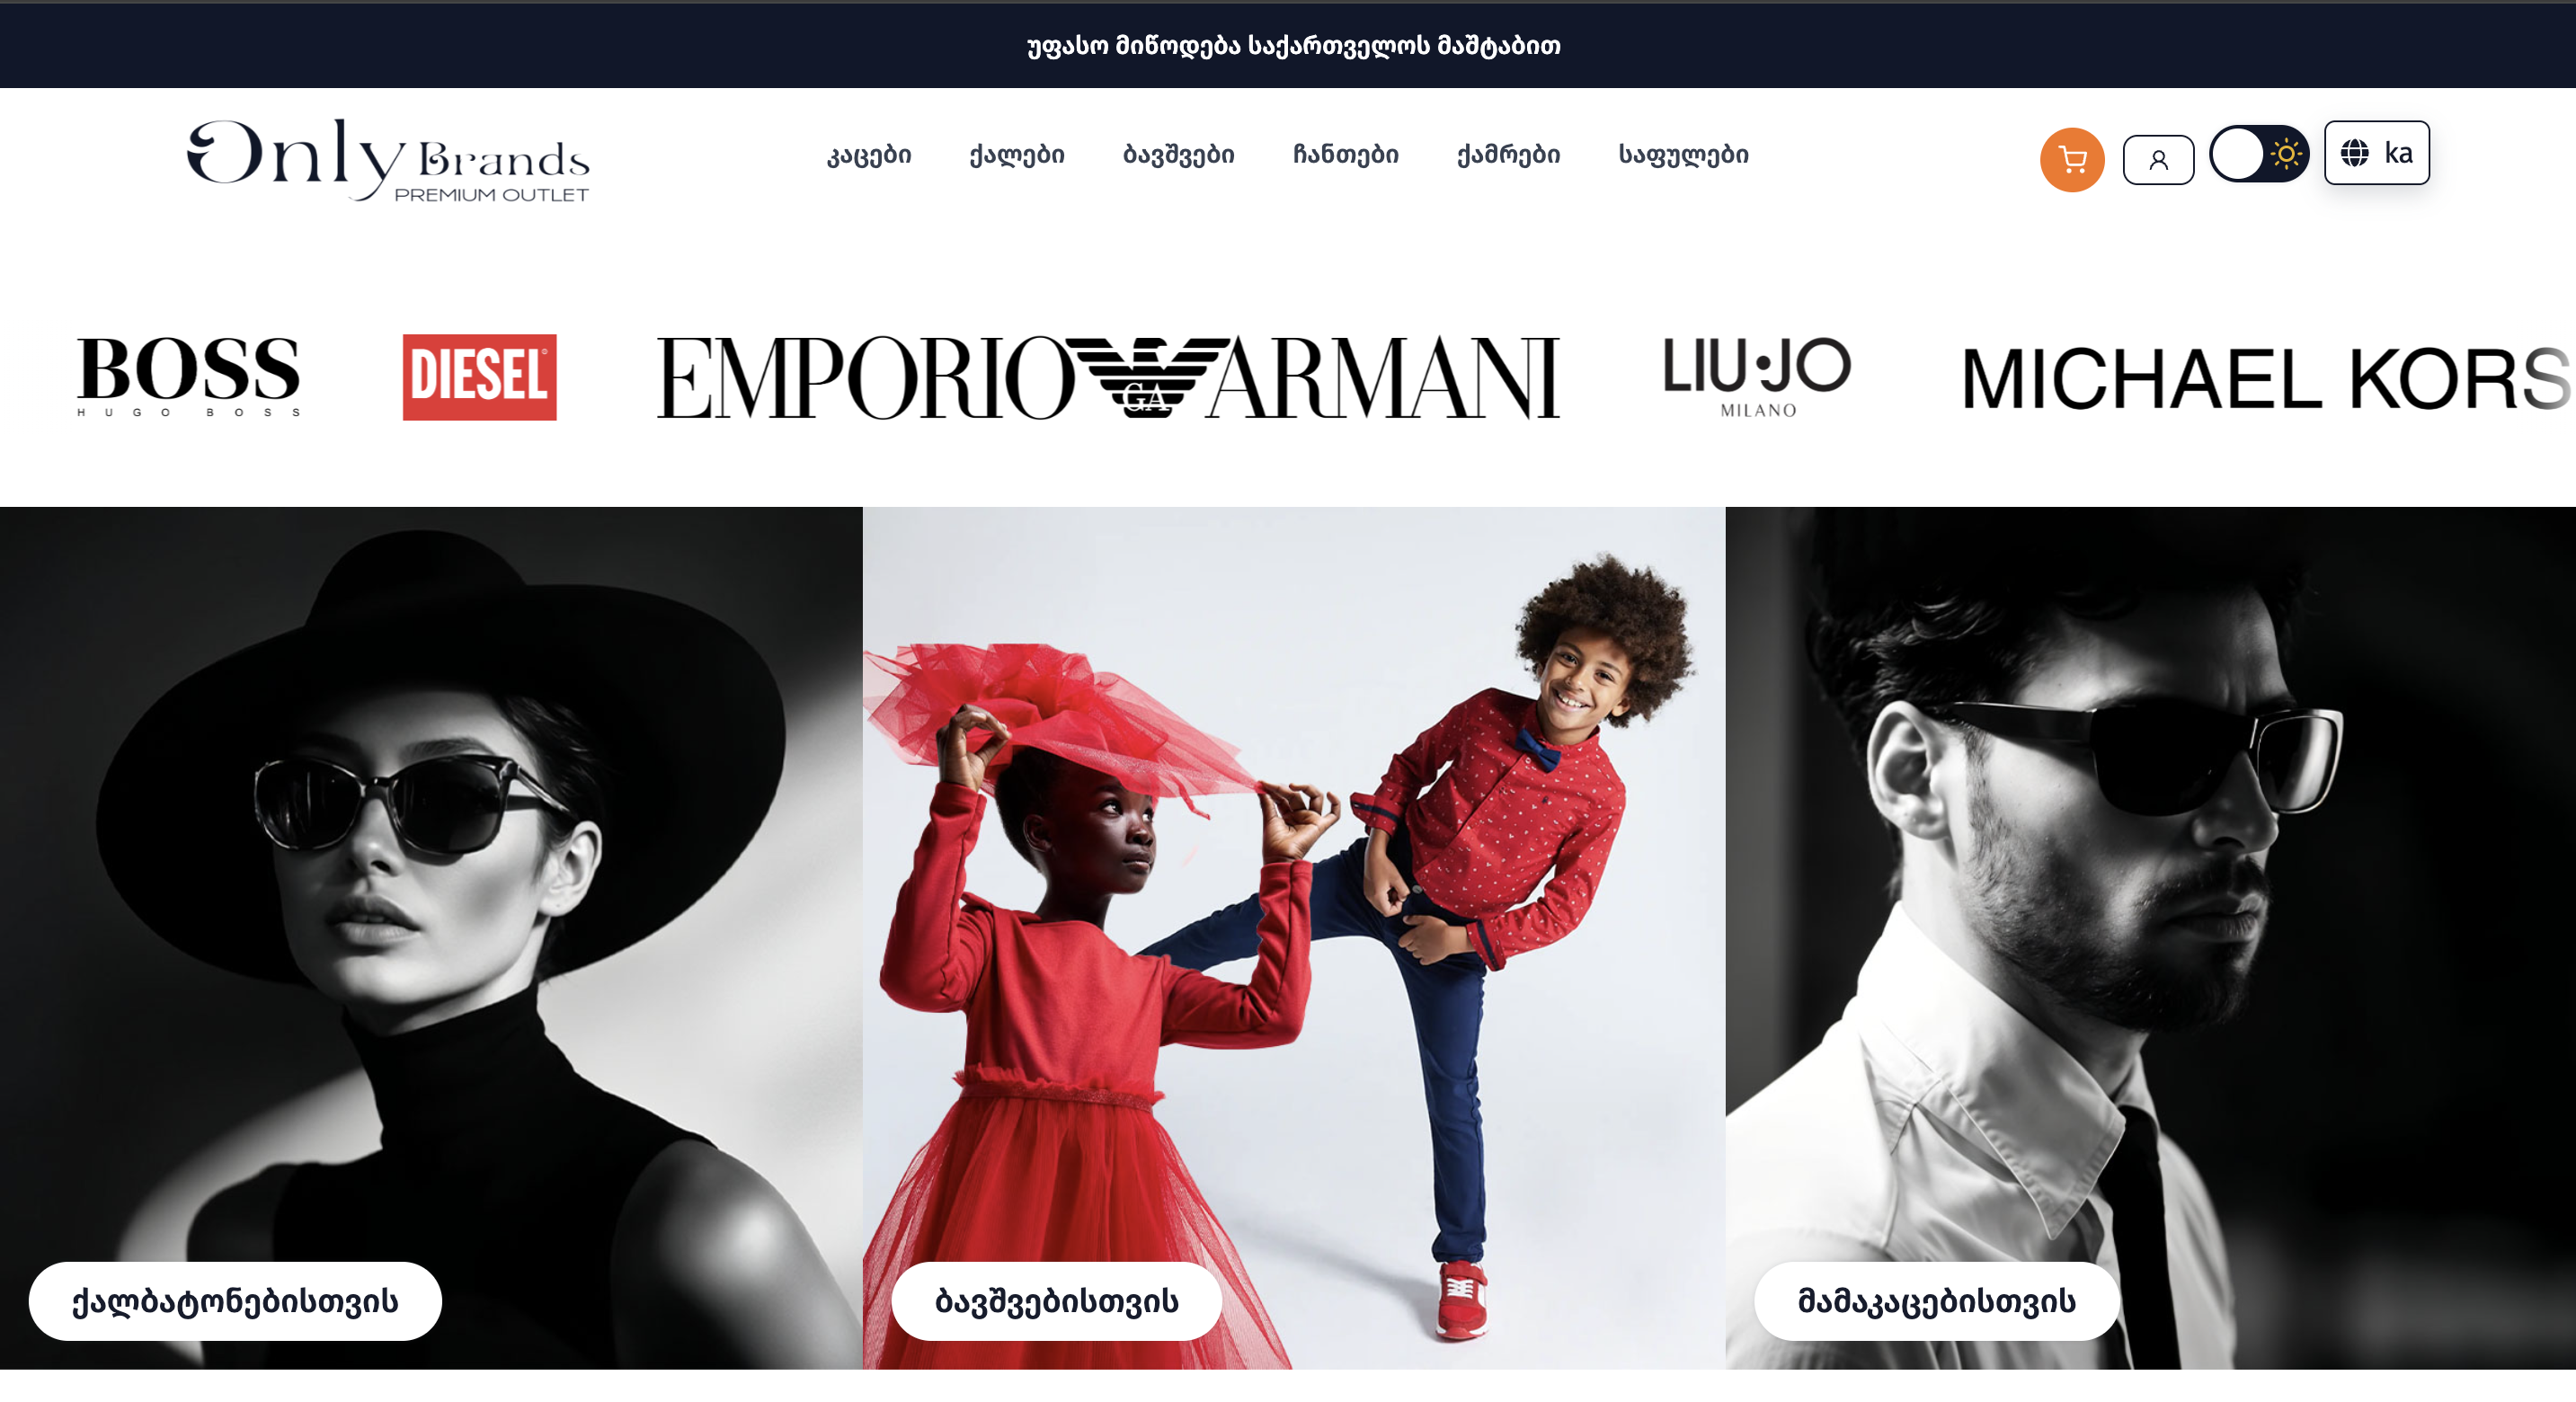 უფასო მიწოდება საქართველოს მაშტაბით
Only Brands
PREMIUM OUTLET
კაცები ქალები ბავშვები ჩანთები ქამრები საფულები
ka
BOSS
HUGO BOSS
DIESEL
EMPORIO ARMANI
GA
LIU•JO
MILANO
MICHAEL KORS
ქალბატონებისთვის
ბავშვებისთვის
მამაკაცებისთვის